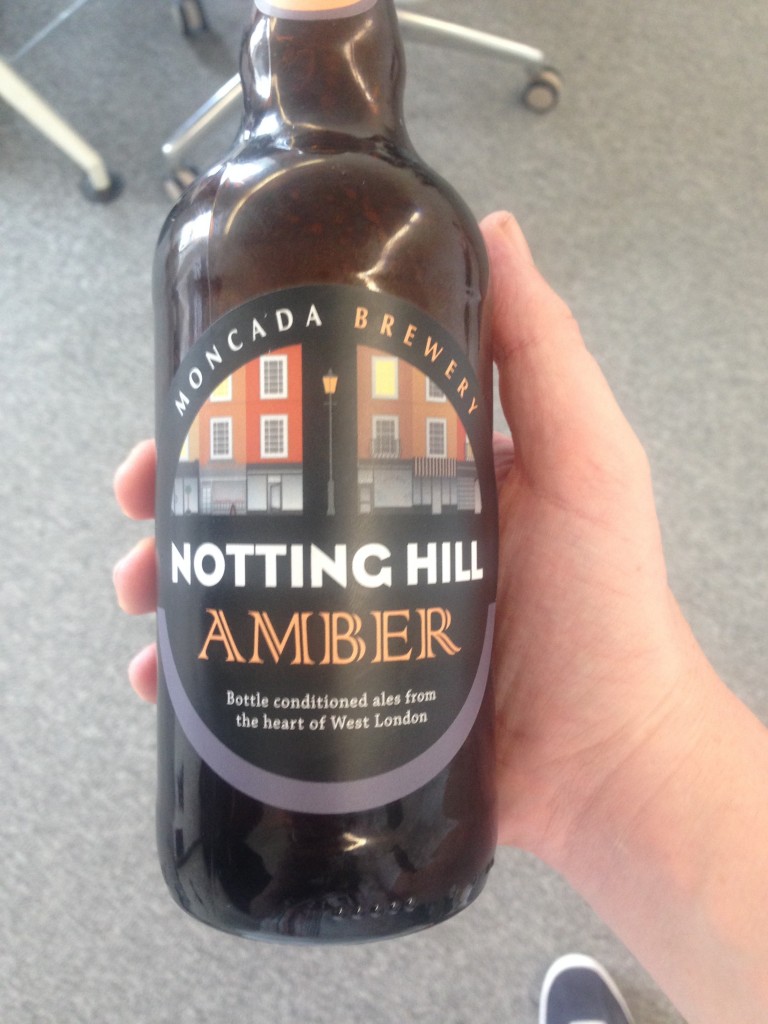 MONCADA BREWERY
NOTTING HILL
AMBER
Bottle conditioned ales from
the heart of West London